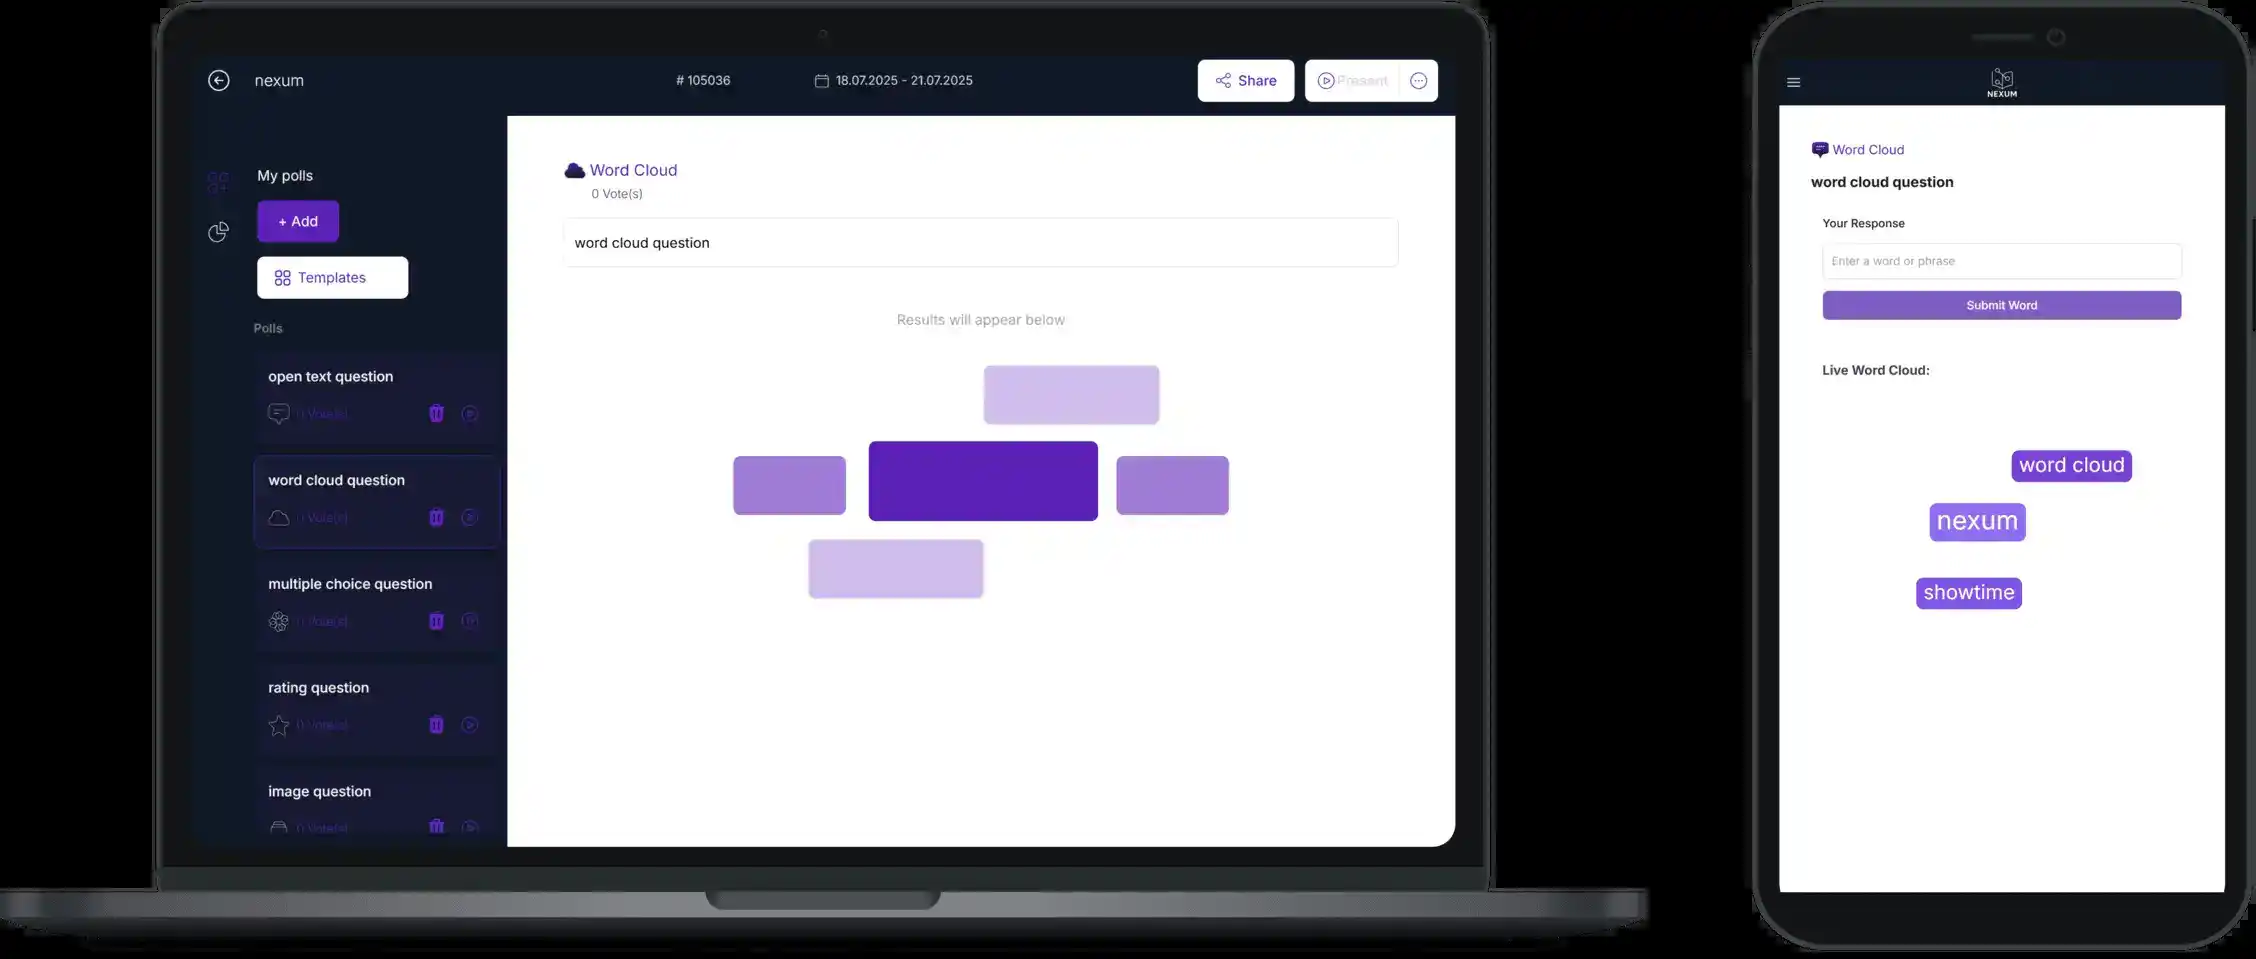 nexum
# 105036
18.07.2025 - 21.07.2025
Share
Present
My polls
+ Add
Templates
Polls
open text question
0 Vote(s)
word cloud question
0 Vote(s)
multiple choice question
0 Vote(s)
rating question
0 Vote(s)
image question
0 Vote(s)
Word Cloud
0 Vote(s)
word cloud question
Results will appear below
NEXUM
Word Cloud
word cloud question
Your Response
Enter a word or phrase
Submit Word
Live Word Cloud:
word cloud
nexum
showtime